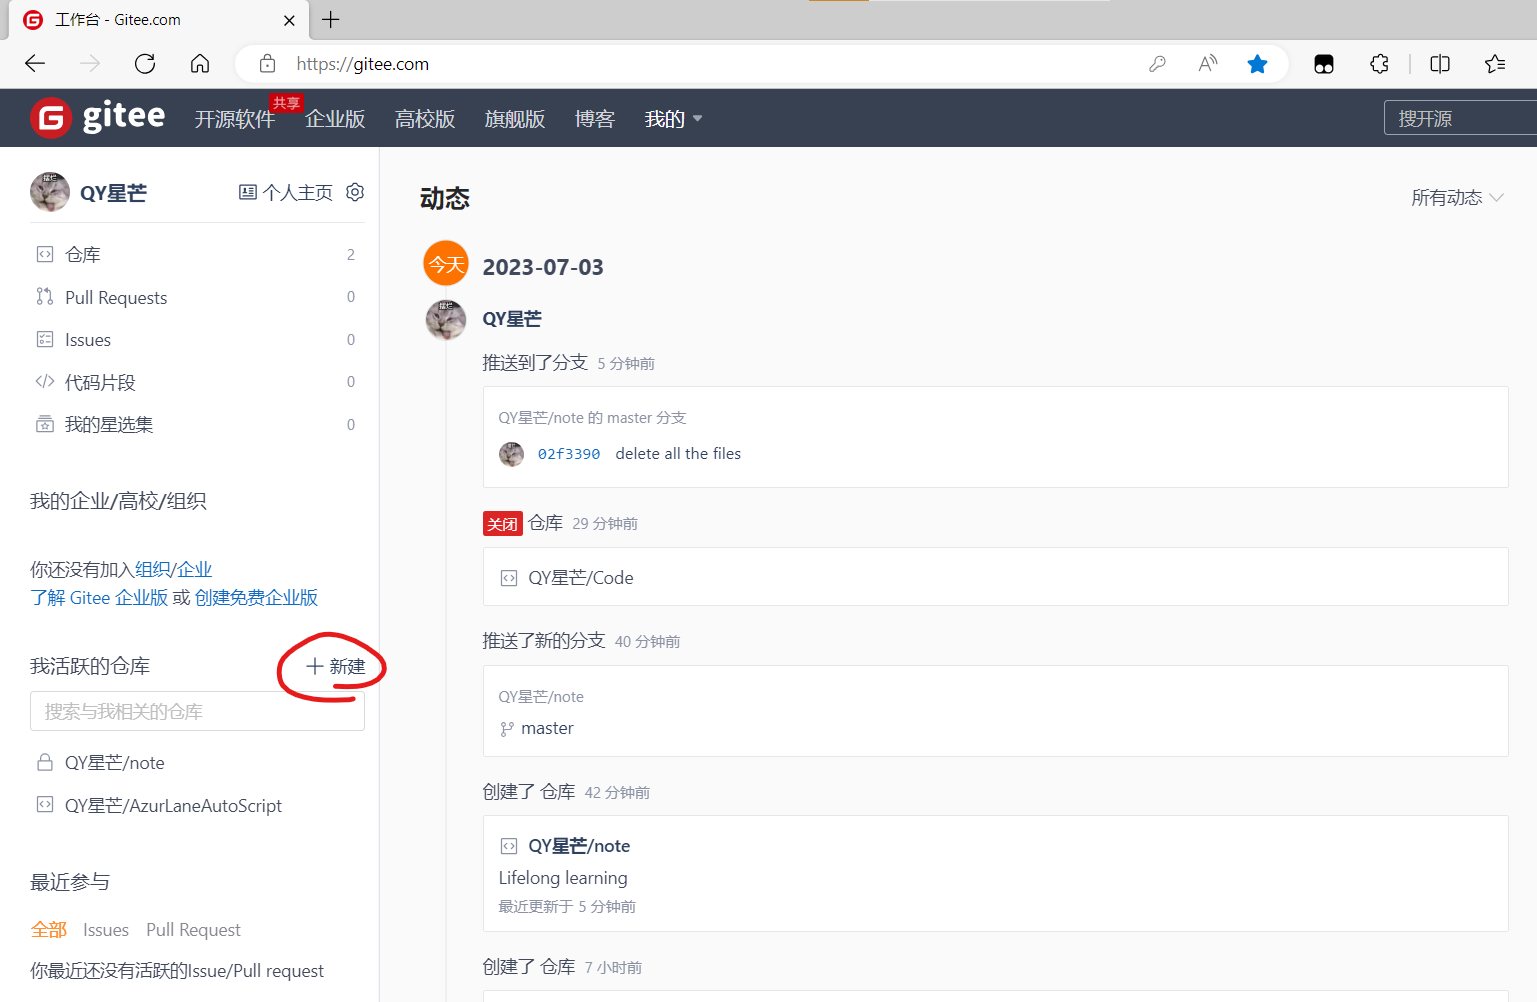 工作台 - Gitee.com
https://gitee.com
gitee
开源软件
共享
企业版
高校版
旗舰版
博客
我的
搜开源
QY星芒
个人主页
仓库 2
Pull Requests 0
Issues 0
代码片段 0
我的星选集 0
我的企业/高校/组织
你还没有加入组织/企业
了解 Gitee 企业版 或 创建免费企业版
我活跃的仓库
新建
搜索与我相关的仓库
QY星芒/note
QY星芒/AzurLaneAutoScript
最近参与
全部 Issues Pull Request
你最近还没有活跃的Issue/Pull request
动态
所有动态
今天
2023-07-03
QY星芒
推送到了分支 5 分钟前
QY星芒/note 的 master 分支
02f3390 delete all the files
关闭 仓库 29 分钟前
QY星芒/Code
推送了新的分支 40 分钟前
QY星芒/note
master
创建了 仓库 42 分钟前
QY星芒/note
Lifelong learning
最近更新于 5 分钟前
创建了 仓库 7 小时前